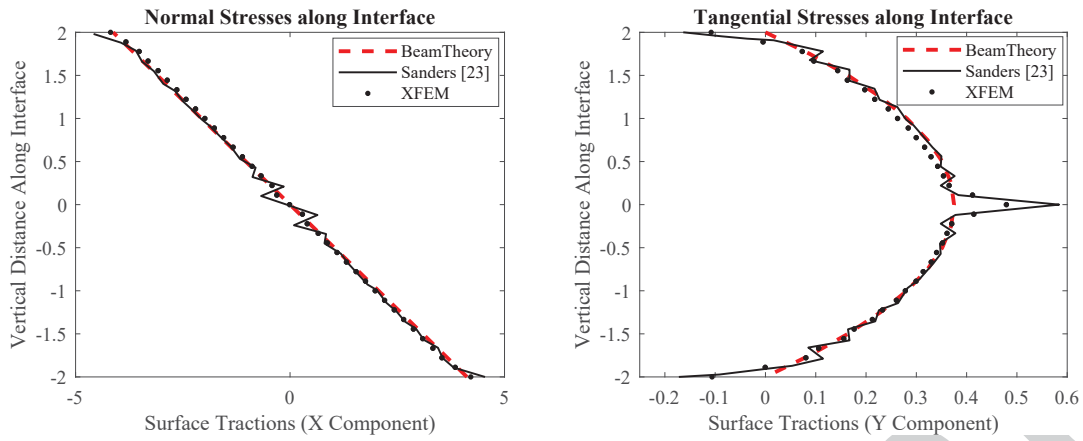 Normal Stresses along Interface
BeamTheory
Sanders [23]
XFEM
2
1.5
1
0.5
0
-0.5
-1
-1.5
-2
-5
0
5
Vertical Distance Along Interface
Surface Tractions (X Component)
Tangential Stresses along Interface
BeamTheory
Sanders [23]
XFEM
2
1.5
1
0.5
0
-0.5
-1
-1.5
-2
-0.2
-0.1
0
0.1
0.2
0.3
0.4
0.5
0.6
Vertical Distance Along Interface
Surface Tractions (Y Component)